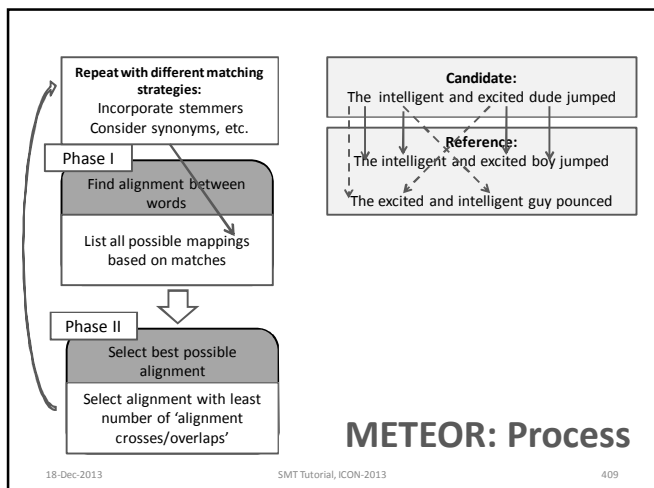 Repeat with different matching
strategies:
Incorporate stemmers
Consider synonyms, etc.
Phase I
Find alignment between
words
List all possible mappings
based on matches
Phase II
Select best possible
alignment
Select alignment with least
number of ‘alignment
crosses/overlaps’
Candidate:
The intelligent and excited dude jumped
Reference:
The intelligent and excited boy jumped
The excited and intelligent guy pounced
METEOR: Process
18-Dec-2013
SMT Tutorial, ICON-2013
409